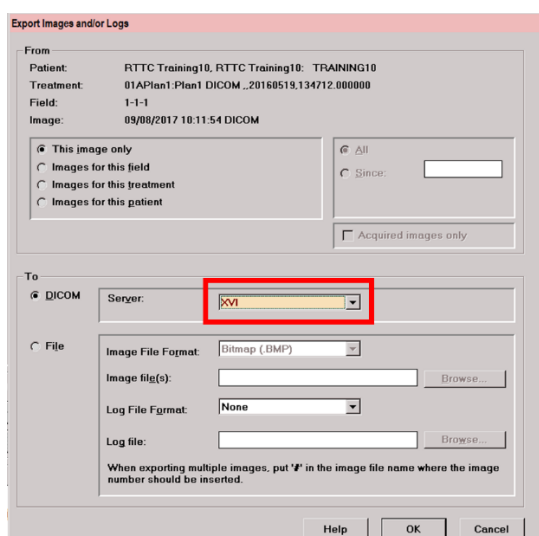 Export Images and/or Logs
From
Patient: RTTC Training10, RTTC Training10: TRAINING10
Treatment: 01APlan1:Plan1 DICOM ,,20160519,134712.000000
Field: 1-1-1
Image: 09/08/2017 10:11:54 DICOM
This image only
Images for this field
Images for this treatment
Images for this patient
All
Since:
Acquired images only
To
DICOM
Server: XVI
File
Image File Format: Bitmap (.BMP)
Image file(s): Browse...
Log File Format: None
Log file: Browse...
When exporting multiple images, put '#' in the image file name where the image
number should be inserted.
Help OK Cancel